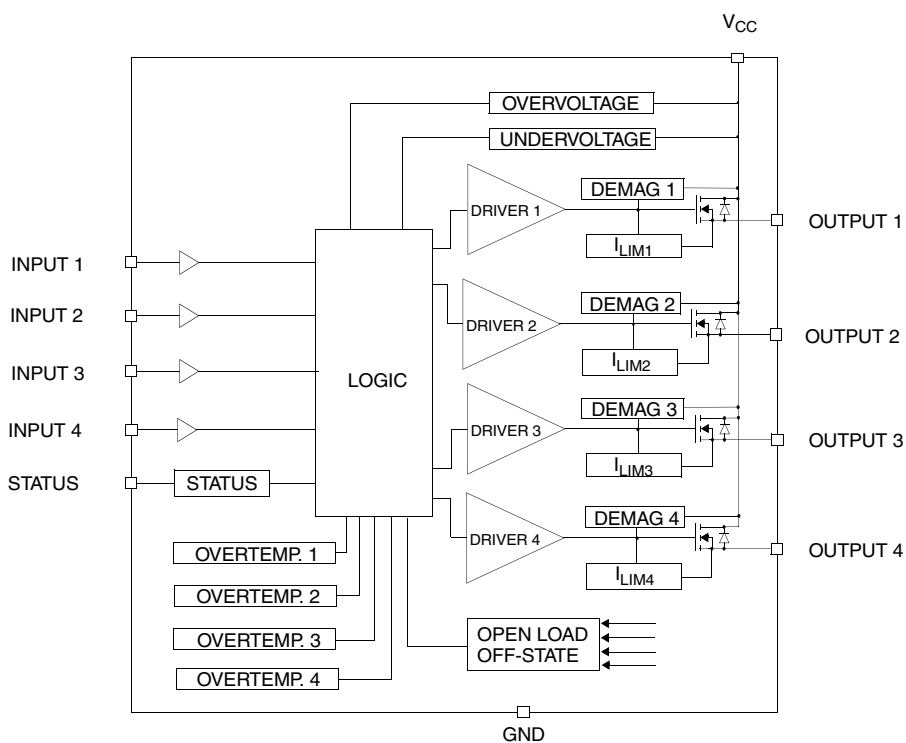 VCC
OVERVOLTAGE
UNDERVOLTAGE
DEMAG 1
DRIVER 1
OUTPUT 1
ILIM1
INPUT 1
DEMAG 2
INPUT 2
DRIVER 2
OUTPUT 2
ILIM2
INPUT 3
LOGIC
DEMAG 3
INPUT 4
DRIVER 3
OUTPUT 3
ILIM3
STATUS
STATUS
DEMAG 4
DRIVER 4
OUTPUT 4
OVERTEMP. 1
ILIM4
OVERTEMP. 2
OVERTEMP. 3
OPEN LOAD
OFF-STATE
OVERTEMP. 4
GND